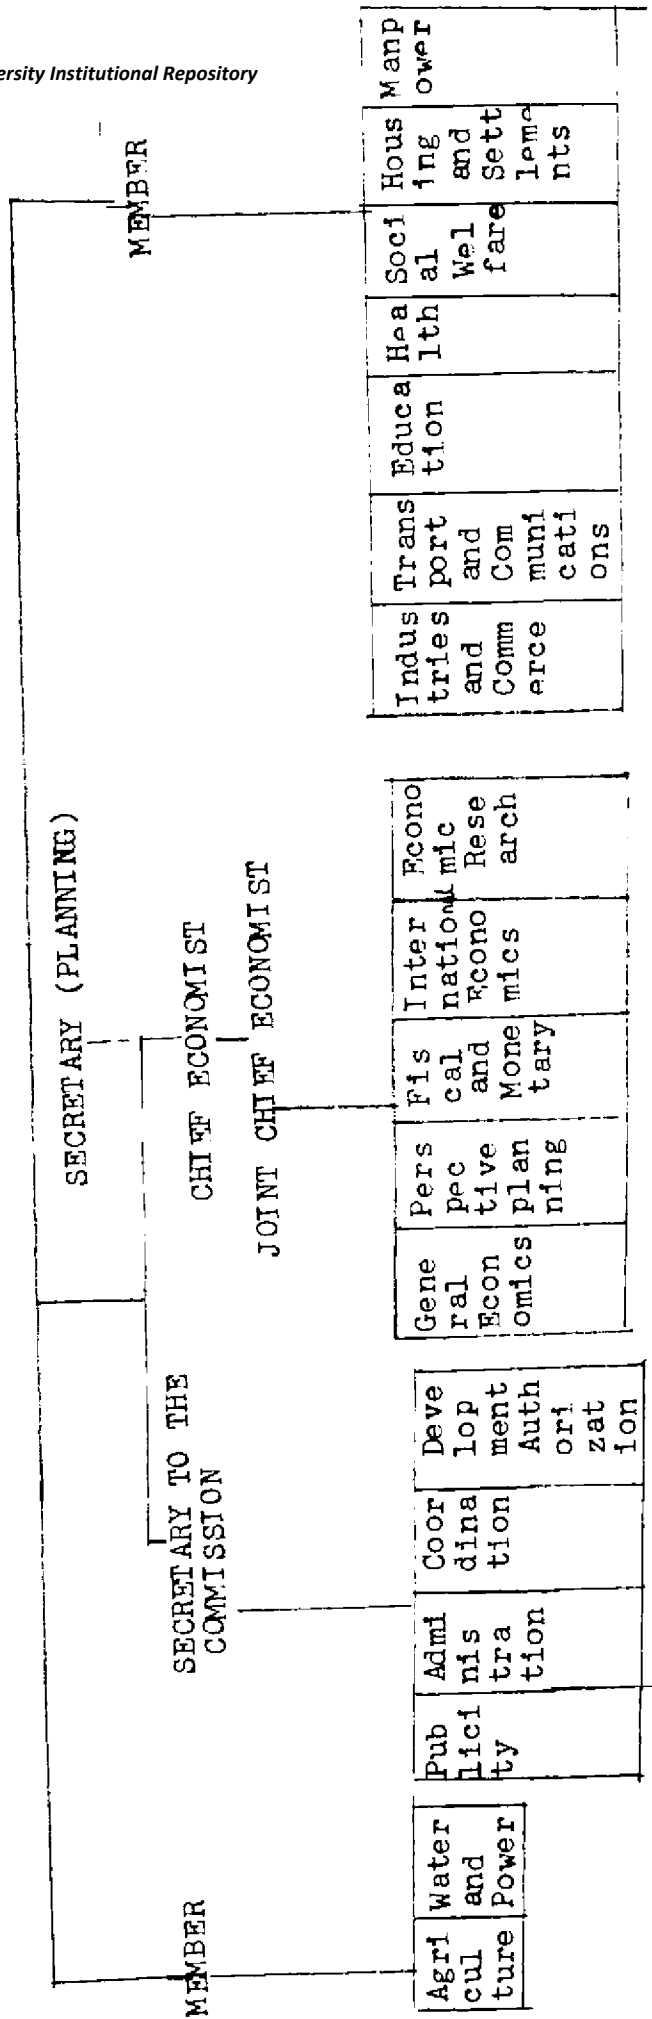 ersity Institutional Repository
MEMBER
SECRETARY (PLANNING)
MEMBER
SECRETARY TO THE
COMMISSION
CHIEF ECONOMIST
JOINT CHIEF ECONOMIST
Agri
cul
ture
Water
and
Power
Pub
lici
ty
Admi
nis
tra
tion
Coor
dina
tion
Deve
lop
ment
Auth
ori
zat
ion
Gene
ral
Econ
omics
Pers
pec
tive
plan
ning
Fis
cal
and
Mone
tary
Inter
national
Econo
mics
Econo
mic
Rese
arch
Indus
tries
and
Comm
erce
Trans
port
and
Com
muni
cati
ons
Educa
tion
Hea
lth
Soci
al
Wel
fare
Hous
ing
and
Sett
leme
nts
Manp
ower